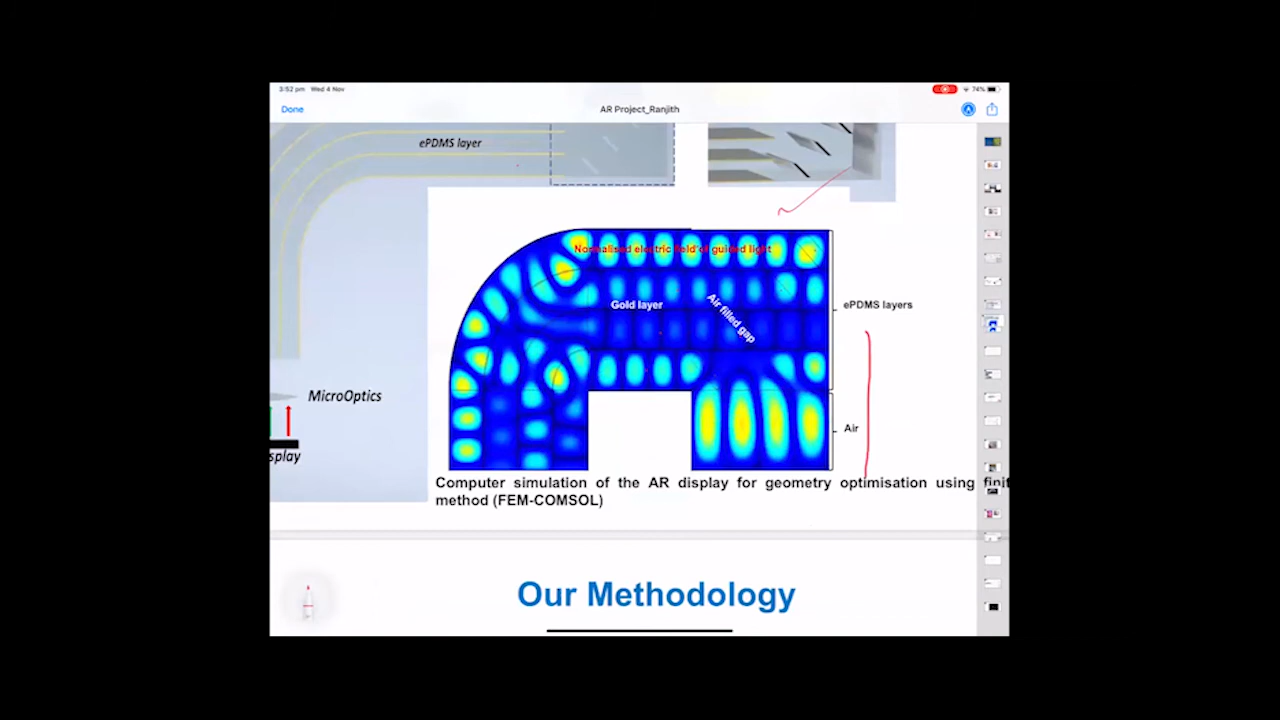 3:52 pm Wed 4 Nov
74%
Done
AR Project_Ranjith
ePDMS layer
Normalised electric field of guired light
Gold layer
Air filled gap
ePDMS layers
MicroOptics
Air
splay
Computer simulation of the AR display for geometry optimisation using finit
method (FEM-COMSOL)
Our Methodology